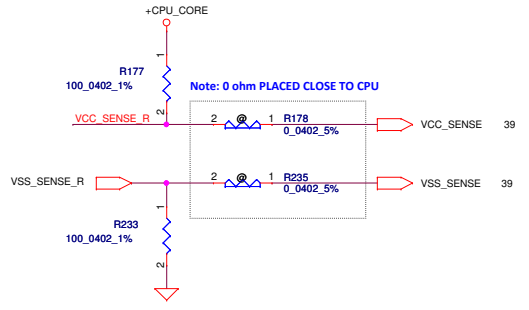 +CPU_CORE
1
R177
100_0402_1%
2
Note: 0 ohm PLACED CLOSE TO CPU
VCC_SENSE_R
2
@
1
R178
0_0402_5%
VCC_SENSE
39
VSS_SENSE_R
2
@
1
R235
0_0402_5%
VSS_SENSE
39
1
R233
100_0402_1%
2